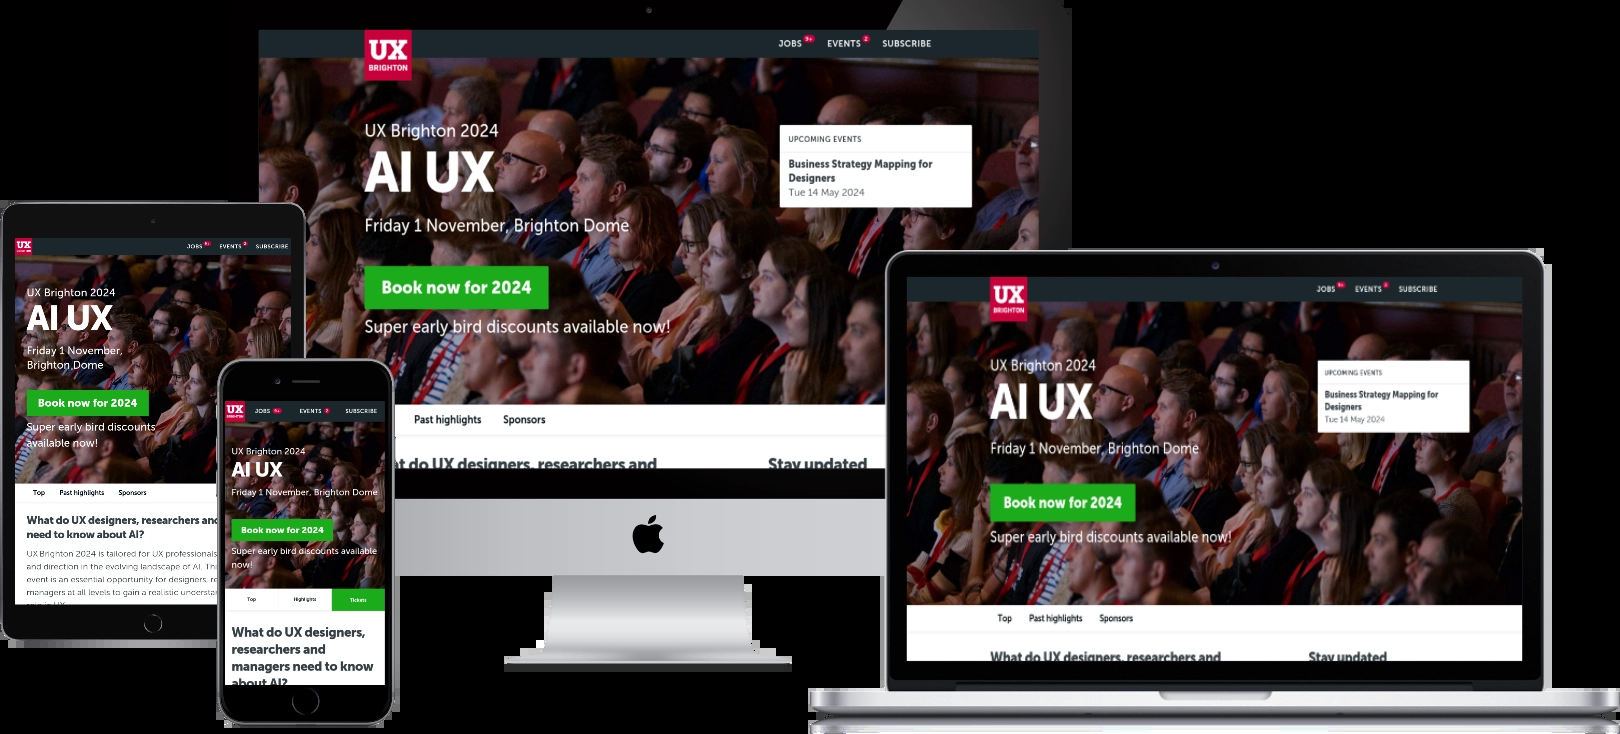 UX
BRIGHTON
JOBS 9+ EVENTS 2 SUBSCRIBE
UX Brighton 2024
AI UX
Friday 1 November, Brighton Dome
Book now for 2024
Super early bird discounts available now!
UPCOMING EVENTS
Business Strategy Mapping for
Designers
Tue 14 May 2024
Past highlights Sponsors
at do UX designers, researchers and
Stay updated
UX
JOBS 9+ EVENTS 2 SUBSCRIBE
UX Brighton 2024
AI UX
Friday 1 November,
Brighton Dome
Book now for 2024
Super early bird discounts
available now!
Top Past highlights Sponsors
What do UX designers, researchers and
need to know about AI?
UX Brighton 2024 is tailored for UX professionals
and direction in the evolving landscape of AI. Thi
event is an essential opportunity for designers, re
managers at all levels to gain a realistic understan
UX
BRIGHTON
JOBS 9+ EVENTS 2 SUBSCRIBE
UX Brighton 2024
AI UX
Friday 1 November, Brighton Dome
Book now for 2024
Super early bird discounts available
now!
Top Highlights Tickets
What do UX designers,
researchers and
managers need to know
about AI?
UX
BRIGHTON
JOBS 9+ EVENTS 2 SUBSCRIBE
UX Brighton 2024
AI UX
Friday 1 November, Brighton Dome
Book now for 2024
Super early bird discounts available now!
UPCOMING EVENTS
Business Strategy Mapping for
Designers
Tue 14 May 2024
Top Past highlights Sponsors
What do UX designers, researchers and
Stay updated